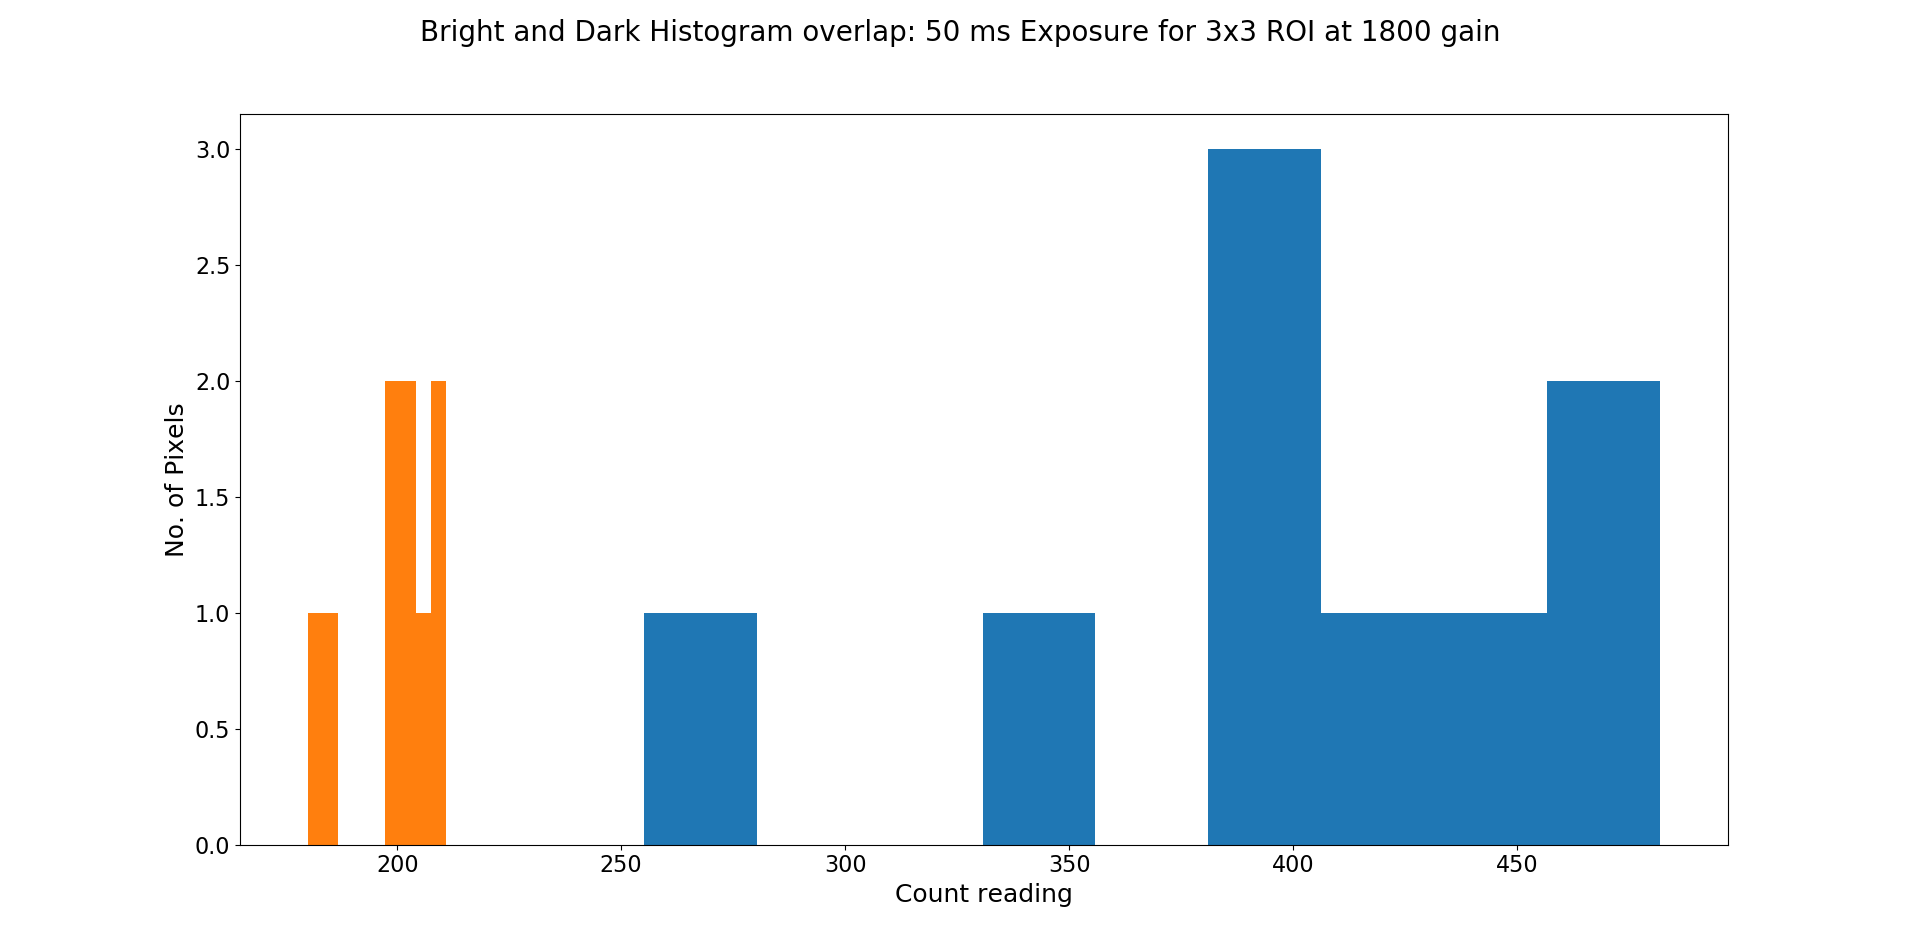 Bright and Dark Histogram overlap: 50 ms Exposure for 3x3 ROI at 1800 gain
3.0
2.5
2.0
1.5
1.0
0.5
0.0
No. of Pixels
200 250 300 350 400 450
Count reading